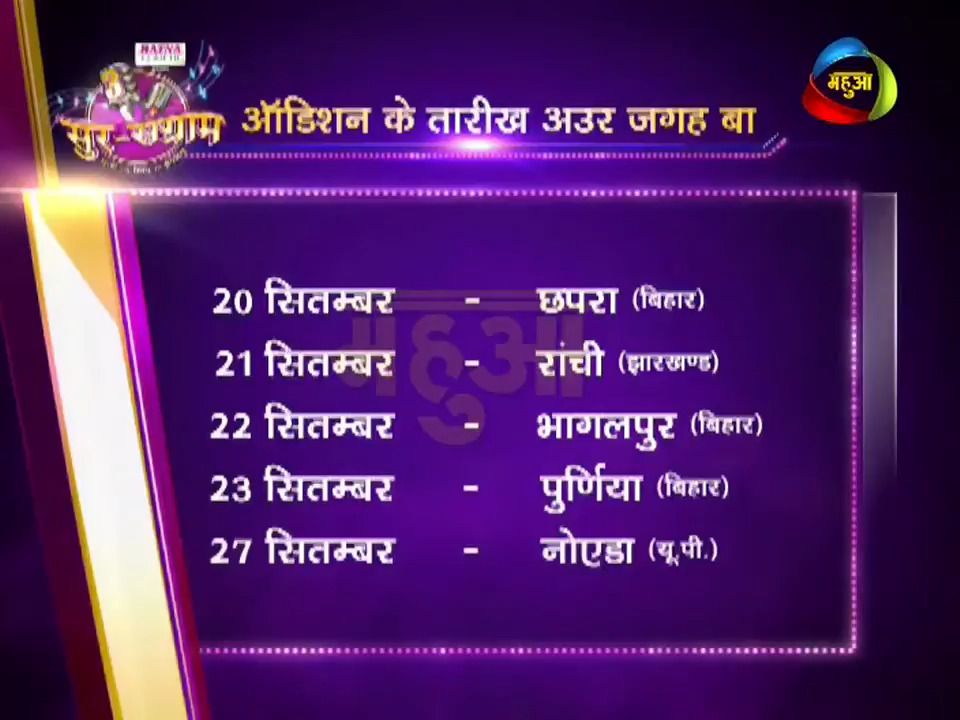 सुर-संग्राम
ऑडिशन के तारीख अउर जगह बा
महुआ
20 सितम्बर - छपरा (बिहार)
21 सितम्बर - रांची (झारखण्ड)
22 सितम्बर - भागलपुर (बिहार)
23 सितम्बर - पुर्णिया (बिहार)
27 सितम्बर - नोएडा (यू.पी.)
महुआ